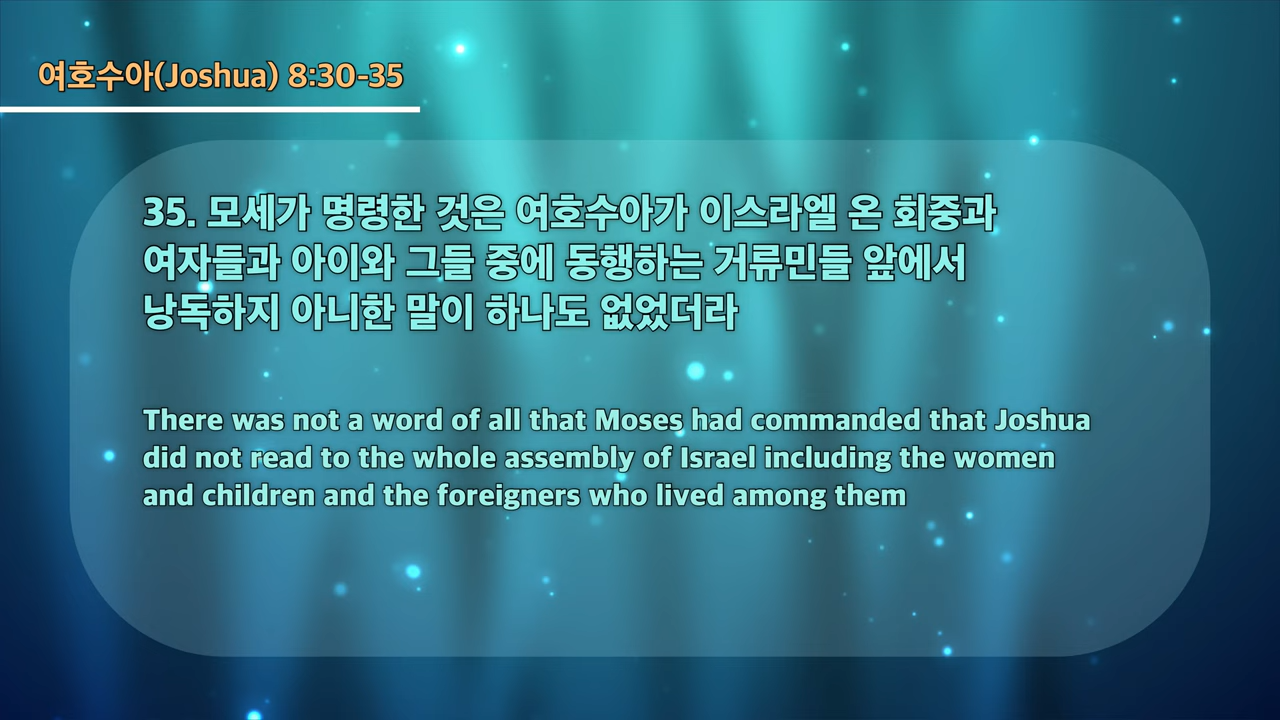 여호수아(Joshua) 8:30-35
35. 모세가 명령한 것은 여호수아가 이스라엘 온 회중과
여자들과 아이와 그들 중에 동행하는 거류민들 앞에서
낭독하지 아니한 말이 하나도 없었더라
There was not a word of all that Moses had commanded that Joshua
did not read to the whole assembly of Israel including the women
and children and the foreigners who lived among them